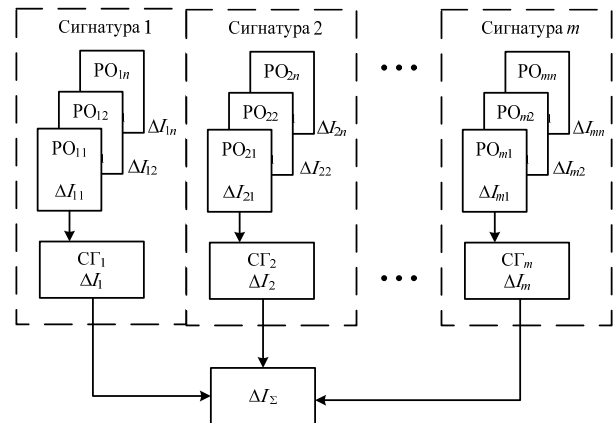 Сигнатура 1
РО1n
РО12
РО11
ΔI1n
ΔI12
ΔI11
СГ1
ΔI1
Сигнатура 2
РО2n
РО22
РО21
ΔI2n
ΔI22
ΔI21
СГ2
ΔI2
Сигнатура m
РОmn
РОm2
РОm1
ΔImn
ΔIm2
ΔIm1
СГm
ΔIm
ΔIΣ